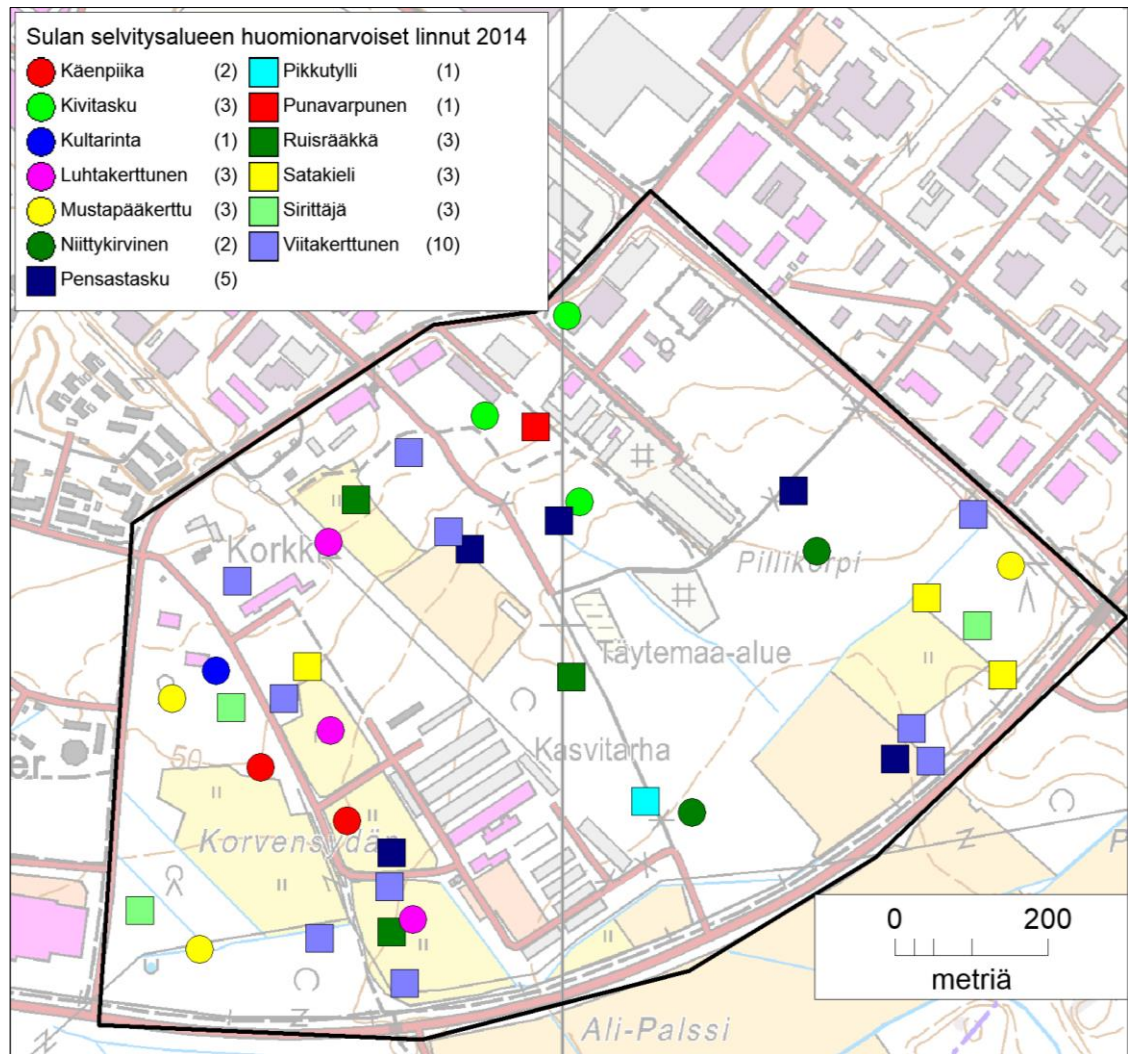 Sulan selvitysalueen huomionarvoiset linnut 2014
Käenpiika (2)
Kivitasku (3)
Kultarinta (1)
Luhtakerttunen (3)
Mustapääkerttu (3)
Niittykirvinen (2)
Pensastasku (5)
Pikkutylli (1)
Punavarpunen (1)
Ruisrääkkä (3)
Satakieli (3)
Sirittäjä (3)
Viitakerttunen (10)
Pillikorpi
Täytemaa-alue
Kasvitarha
50
Korvensydän
Ali-Palssi
0 200
metriä